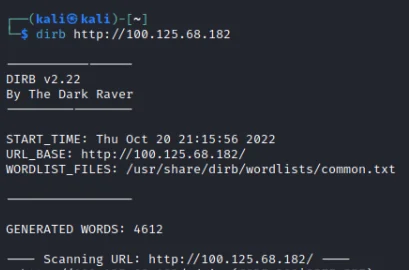 ┌──(kali㉿kali)-[~]
└─$ dirb http://100.125.68.182
-----------------
DIRB v2.22
By The Dark Raver
-----------------
START_TIME: Thu Oct 20 21:15:56 2022
URL_BASE: http://100.125.68.182/
WORDLIST_FILES: /usr/share/dirb/wordlists/common.txt
-----------------
GENERATED WORDS: 4612
---- Scanning URL: http://100.125.68.182/ ----